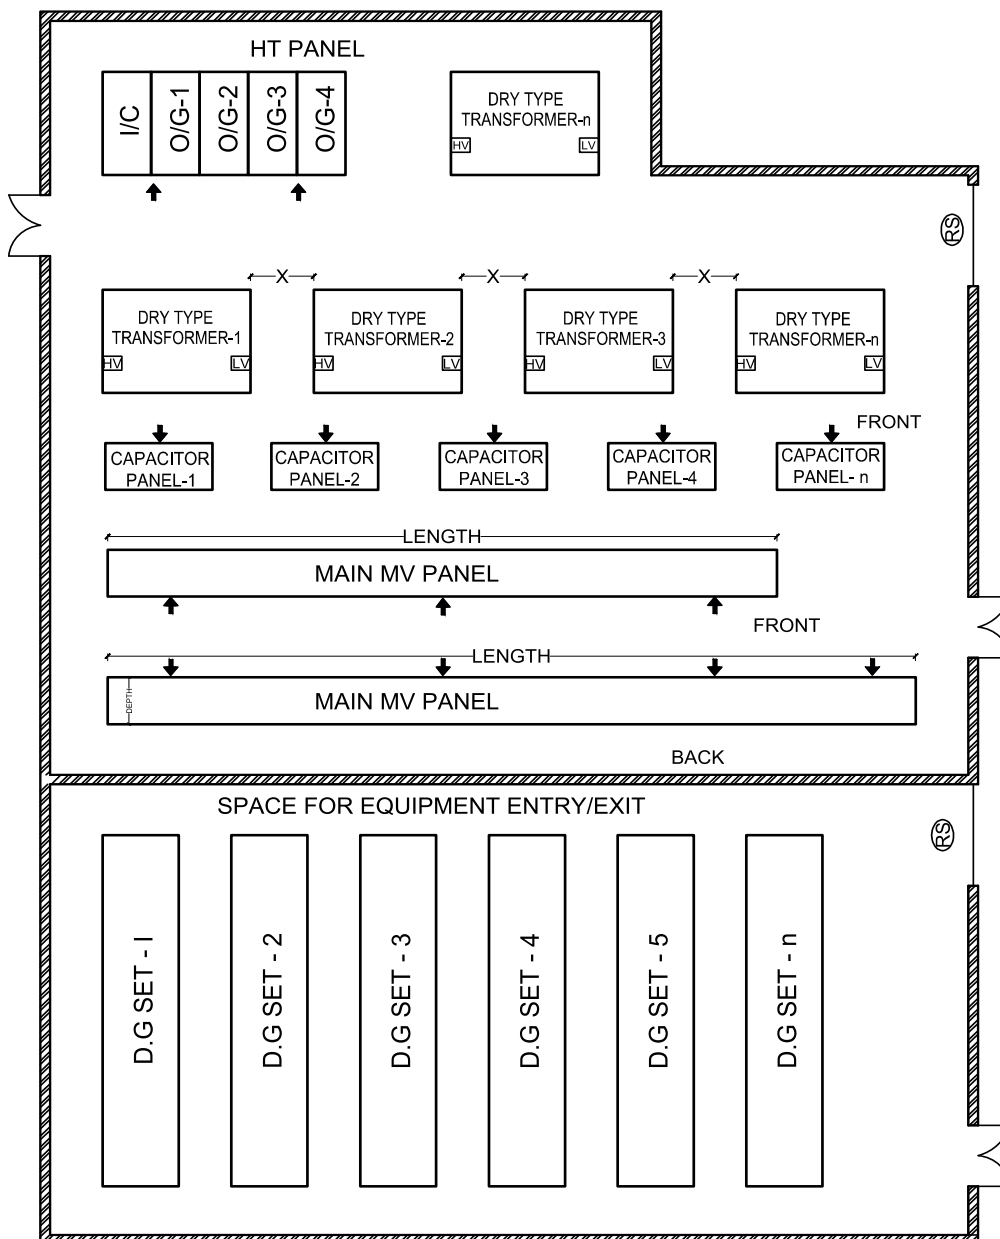 HT PANEL
I/C
O/G-1
O/G-2
O/G-3
O/G-4
DRY TYPE
TRANSFORMER-n
HV
LV
RS
X
X
X
DRY TYPE
TRANSFORMER-1
HV
LV
DRY TYPE
TRANSFORMER-2
HV
LV
DRY TYPE
TRANSFORMER-3
HV
LV
DRY TYPE
TRANSFORMER-n
HV
LV
FRONT
CAPACITOR
PANEL-1
CAPACITOR
PANEL-2
CAPACITOR
PANEL-3
CAPACITOR
PANEL-4
CAPACITOR
PANEL- n
LENGTH
MAIN MV PANEL
FRONT
LENGTH
DEPTH
MAIN MV PANEL
BACK
SPACE FOR EQUIPMENT ENTRY/EXIT
RS
D.G SET - I
D.G SET - 2
D.G SET - 3
D.G SET - 4
D.G SET - 5
D.G SET - n